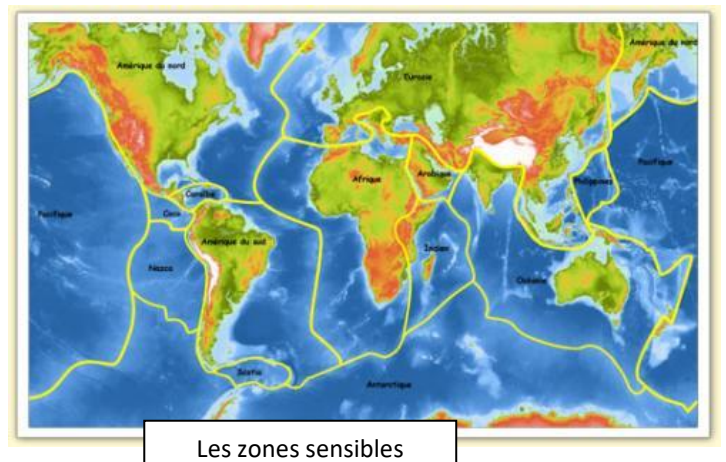 Amérique du nord
Amérique du nord
Eurasie
Pacifique
Caraïbe
Afrique
Arabique
Philippines
Pacifique
Coco
Amérique du sud
Nazca
Indien
Océanie
Scotia
Antarctique
Les zones sensibles